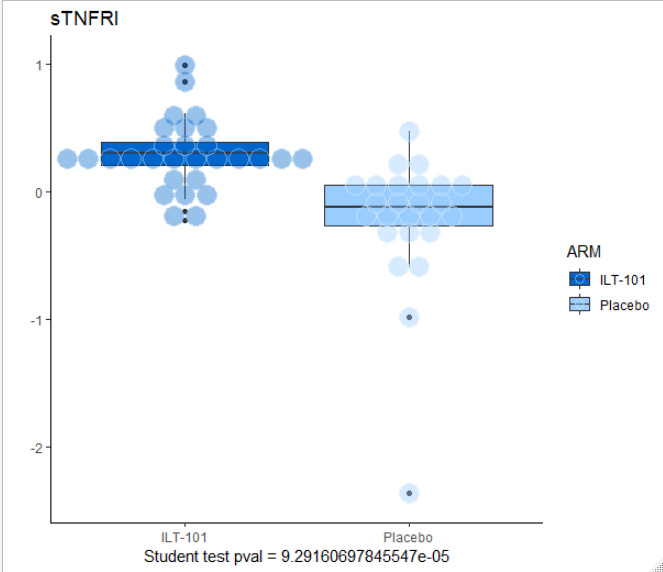 sTNFRI
1
0
-1
-2
ILT-101 Placebo
Student test pval = 9.29160697845547e-05
ARM
ILT-101
Placebo